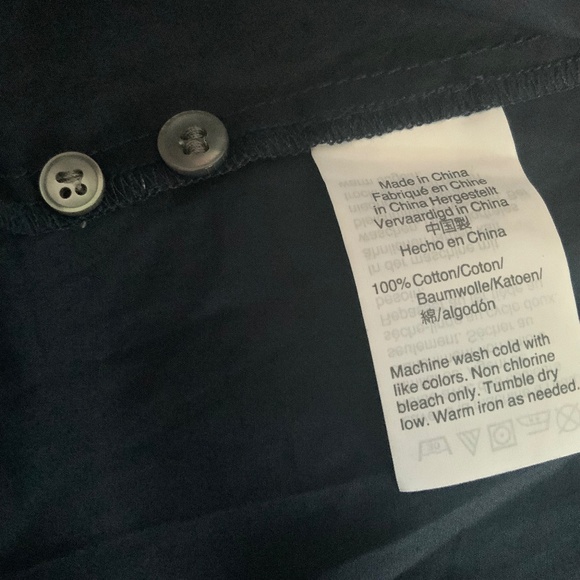 Made in China
Fabriqué en Chine
in China Hergestellt
Vervaardigd in China
中国製
Hecho en China
100% Cotton/Coton/
Baumwolle/Katoen/
綿/algodón
Machine wash cold with
like colors. Non chlorine
bleach only. Tumble dry
low. Warm iron as needed.